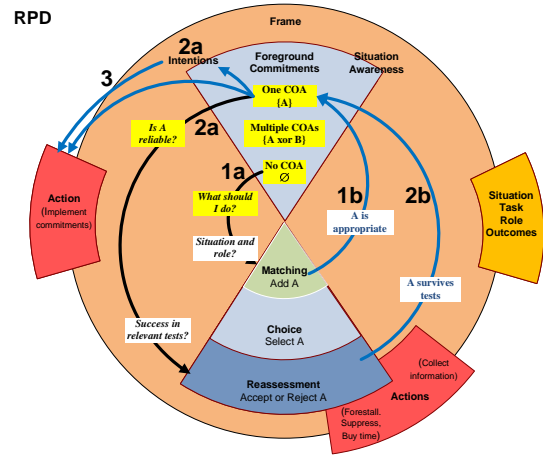 RPD
Frame
2a
Intentions
Foreground
Commitments
Situation
Awareness
3
One COA
{A}
Is A
reliable?
2a
Multiple COAs
{A xor B}
1a
No COA
∅
What should
I do?
Action
(Implement
commitments)
1b
2b
Situation
Task
Role
Outcomes
A is
appropriate
Situation and
role?
Matching
Add A
A survives
tests
Success in
relevant tests?
Choice
Select A
Reassessment
Accept or Reject A
(Collect
information)
Actions
(Forestall.
Suppress,
Buy time)